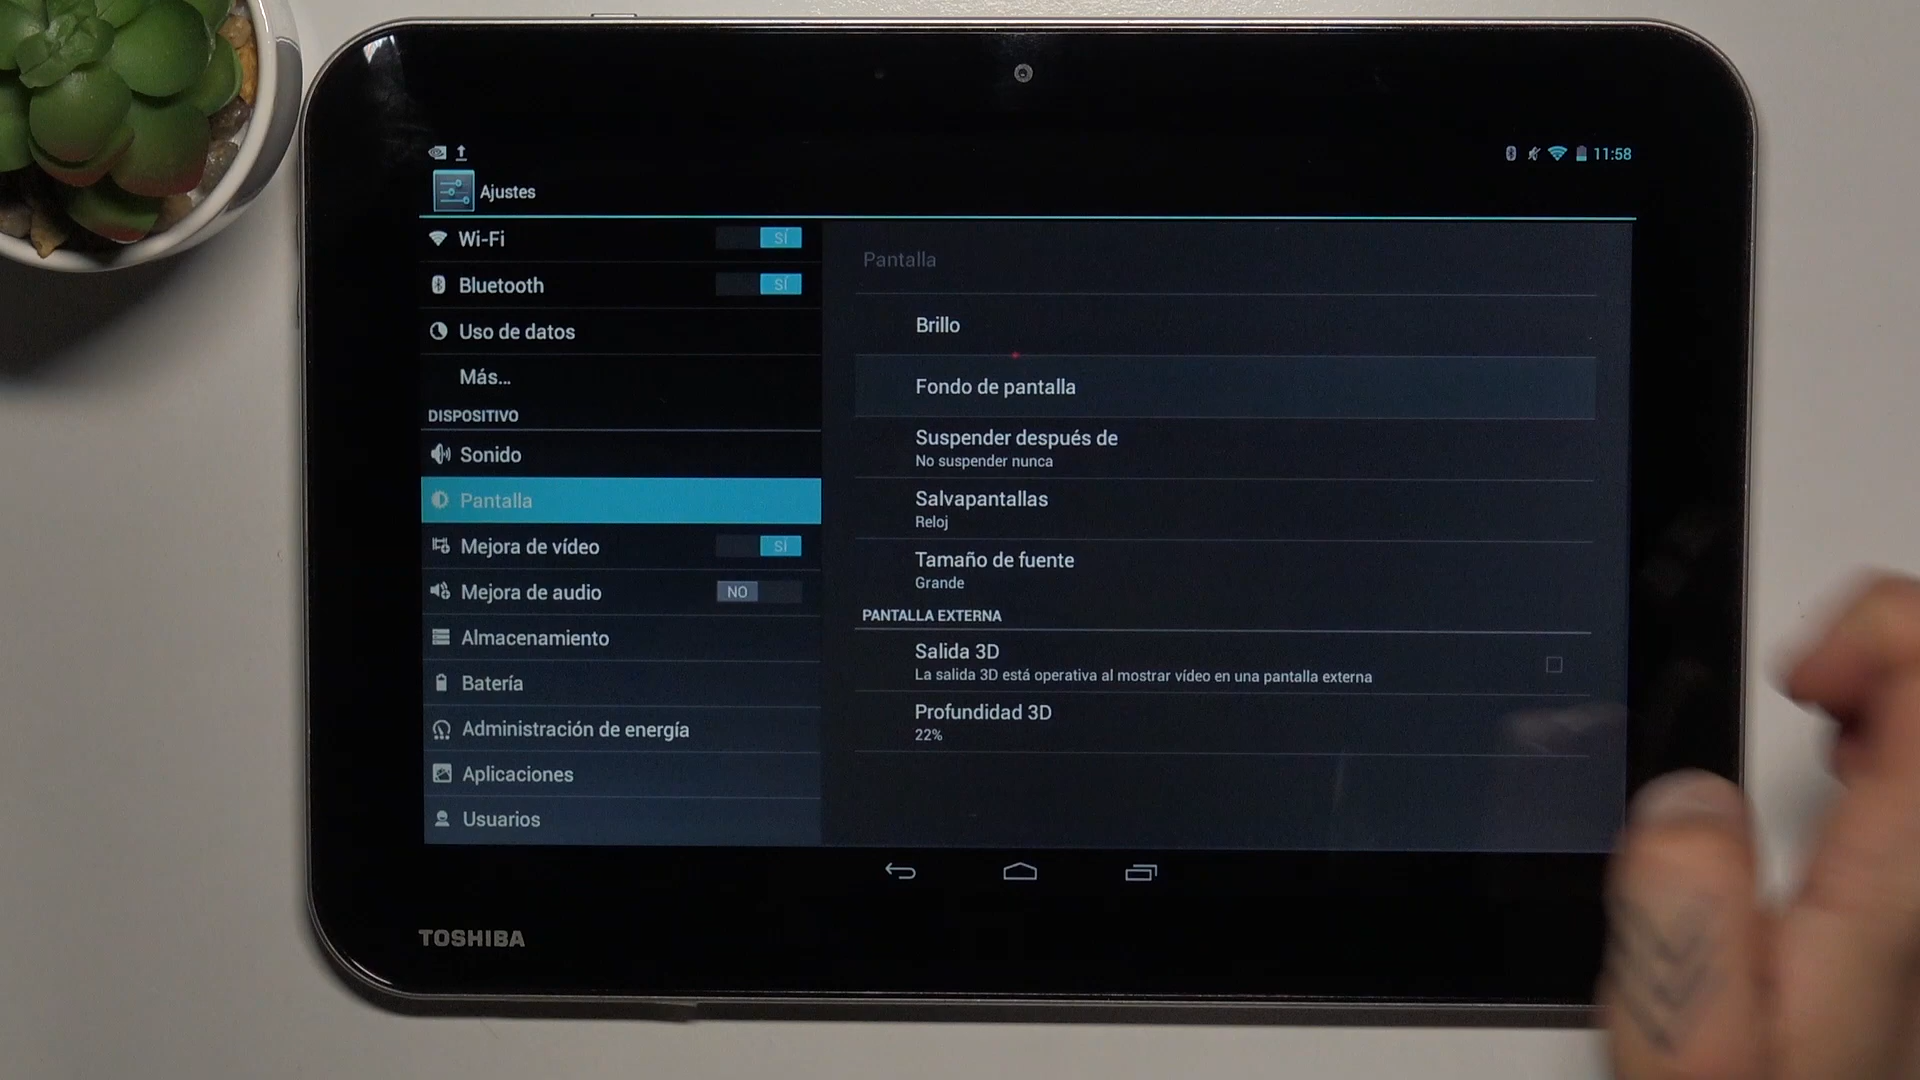 11:58
Ajustes
Wi-Fi SÍ
Bluetooth SÍ
Uso de datos
Más...
DISPOSITIVO
Sonido
Pantalla
Mejora de vídeo SÍ
Mejora de audio NO
Almacenamiento
Batería
Administración de energía
Aplicaciones
Usuarios
Pantalla
Brillo
Fondo de pantalla
Suspender después de
No suspender nunca
Salvapantallas
Reloj
Tamaño de fuente
Grande
PANTALLA EXTERNA
Salida 3D
La salida 3D está operativa al mostrar vídeo en una pantalla externa
Profundidad 3D
22%
TOSHIBA